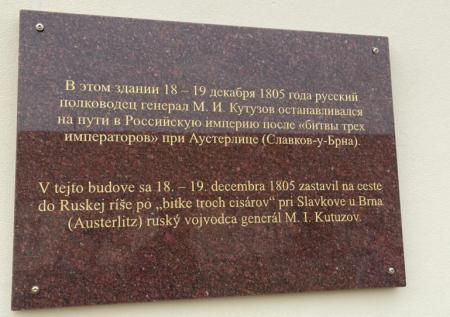 В этом здании 18 – 19 декабря 1805 года русский
полководец генерал М. И. Кутузов останавливался
на пути в Российскую империю после «битвы трех
императоров» при Аустерлице (Славков-у-Брна).
V tejto budove sa 18. – 19. decembra 1805 zastavil na ceste
do Ruskej ríše po „bitke troch cisárov“ pri Slavkove u Brna
(Austerlitz) ruský vojvodca generál M. I. Kutuzov.